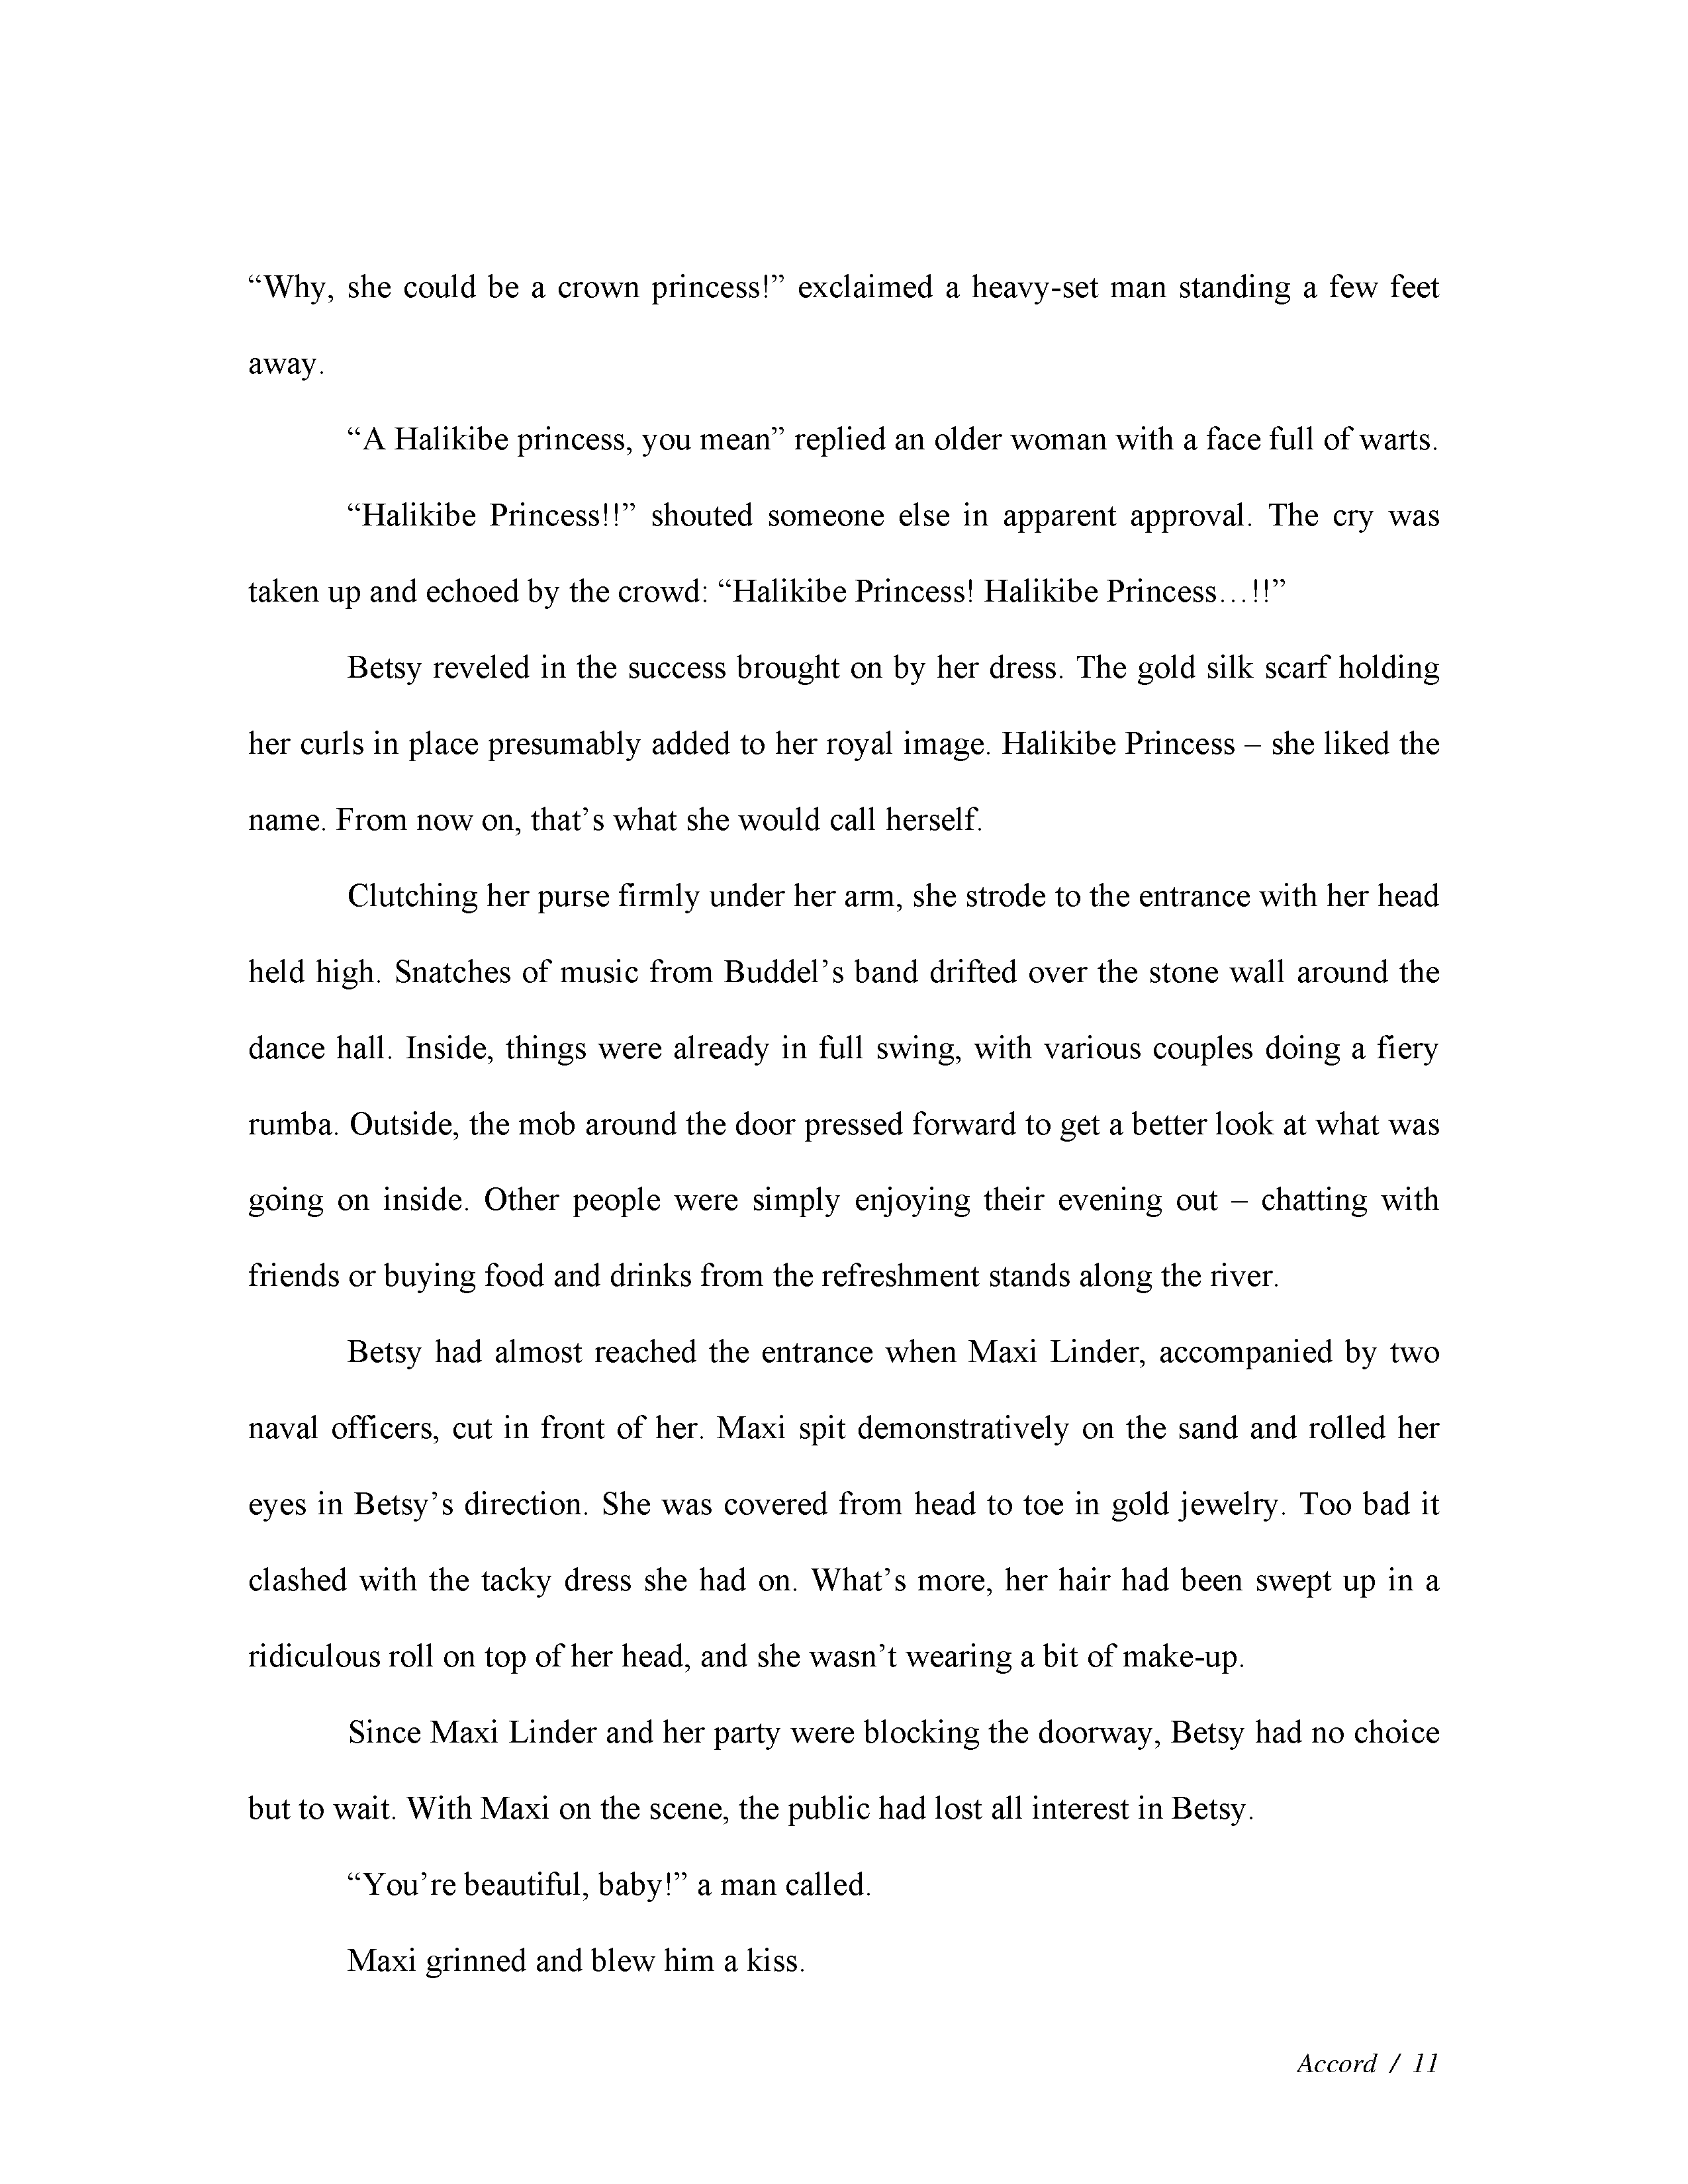 “Why, she could be a crown princess!” exclaimed a heavy-set man standing a few feet
away.
“A Halikibe princess, you mean” replied an older woman with a face full of warts.
“Halikibe Princess!!” shouted someone else in apparent approval. The cry was
taken up and echoed by the crowd: “Halikibe Princess! Halikibe Princess…!!”
Betsy reveled in the success brought on by her dress. The gold silk scarf holding
her curls in place presumably added to her royal image. Halikibe Princess – she liked the
name. From now on, that’s what she would call herself.
Clutching her purse firmly under her arm, she strode to the entrance with her head
held high. Snatches of music from Buddel’s band drifted over the stone wall around the
dance hall. Inside, things were already in full swing, with various couples doing a fiery
rumba. Outside, the mob around the door pressed forward to get a better look at what was
going on inside. Other people were simply enjoying their evening out – chatting with
friends or buying food and drinks from the refreshment stands along the river.
Betsy had almost reached the entrance when Maxi Linder, accompanied by two
naval officers, cut in front of her. Maxi spit demonstratively on the sand and rolled her
eyes in Betsy’s direction. She was covered from head to toe in gold jewelry. Too bad it
clashed with the tacky dress she had on. What’s more, her hair had been swept up in a
ridiculous roll on top of her head, and she wasn’t wearing a bit of make-up.
Since Maxi Linder and her party were blocking the doorway, Betsy had no choice
but to wait. With Maxi on the scene, the public had lost all interest in Betsy.
“You’re beautiful, baby!” a man called.
Maxi grinned and blew him a kiss.
Accord / 11